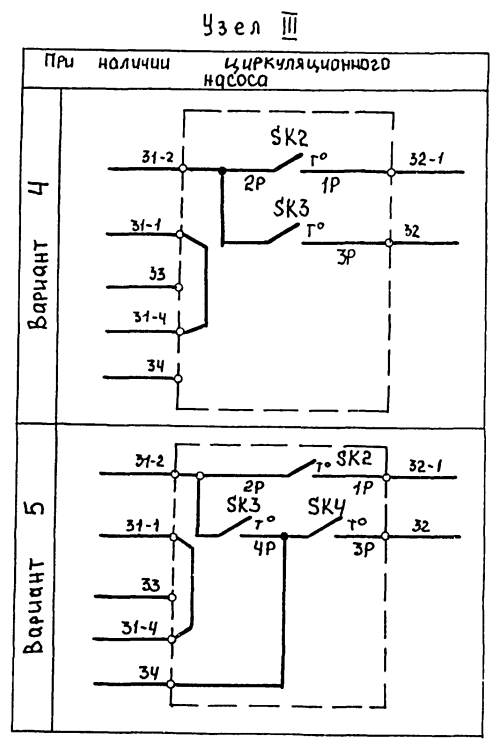 Узел III
При наличии циркуляционного
насоса
Вариант 4
SK2
31-2
t°
32-1
2P
1P
SK3
31-1
t°
32
3P
33
31-4
34
Вариант 5
31-2
t°
SK2
32-1
2P
1P
SK3
SK4
31-1
t°
t°
32
4P
3P
33
31-4
34